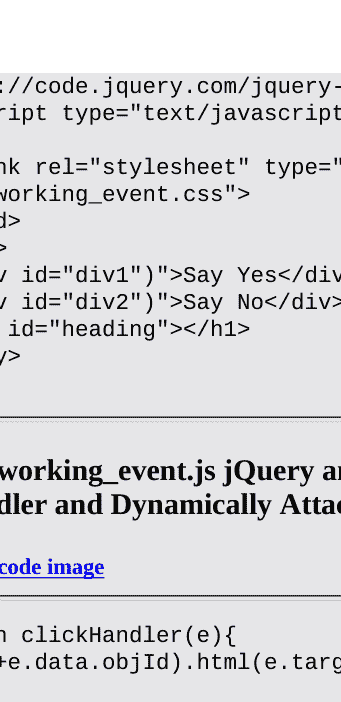 ://code.jquery.com/jquery-
ript type="text/javascript
nk rel="stylesheet" type="
working_event.css">
d>
>
v id="div1")">Say Yes</div
v id="div2")">Say No</div>
id="heading"></h1>
y>
working_event.js jQuery an
dler and Dynamically Attac
code image
n clickHandler(e){
+e.data.objId).html(e.targ